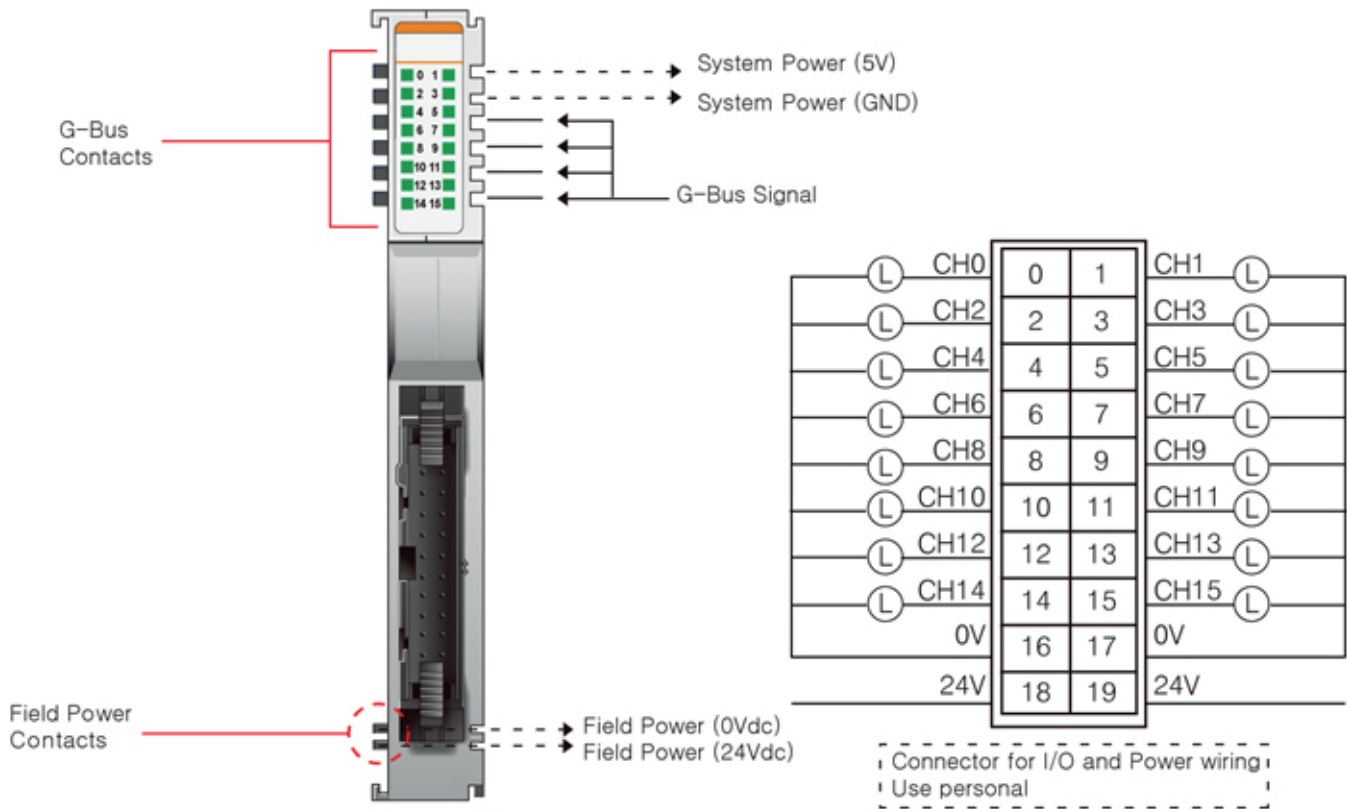 0 1
2 3
4 5
6 7
8 9
10 11
12 13
14 15
System Power (5V)
System Power (GND)
G-Bus
Contacts
G-Bus Signal
Field Power
Contacts
Field Power (0Vdc)
Field Power (24Vdc)
L CH0 0 1 CH1 L
L CH2 2 3 CH3 L
L CH4 4 5 CH5 L
L CH6 6 7 CH7 L
L CH8 8 9 CH9 L
L CH10 10 11 CH11 L
L CH12 12 13 CH13 L
L CH14 14 15 CH15 L
0V 16 17 0V
24V 18 19 24V
Connector for I/O and Power wiring
Use personal